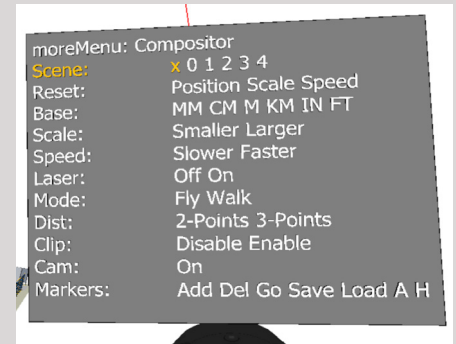 moreMenu: Compositor
Scene: x 0 1 2 3 4
Reset: Position Scale Speed
Base: MM CM M KM IN FT
Scale: Smaller Larger
Speed: Slower Faster
Laser: Off On
Mode: Fly Walk
Dist: 2-Points 3-Points
Clip: Disable Enable
Cam: On
Markers: Add Del Go Save Load A H